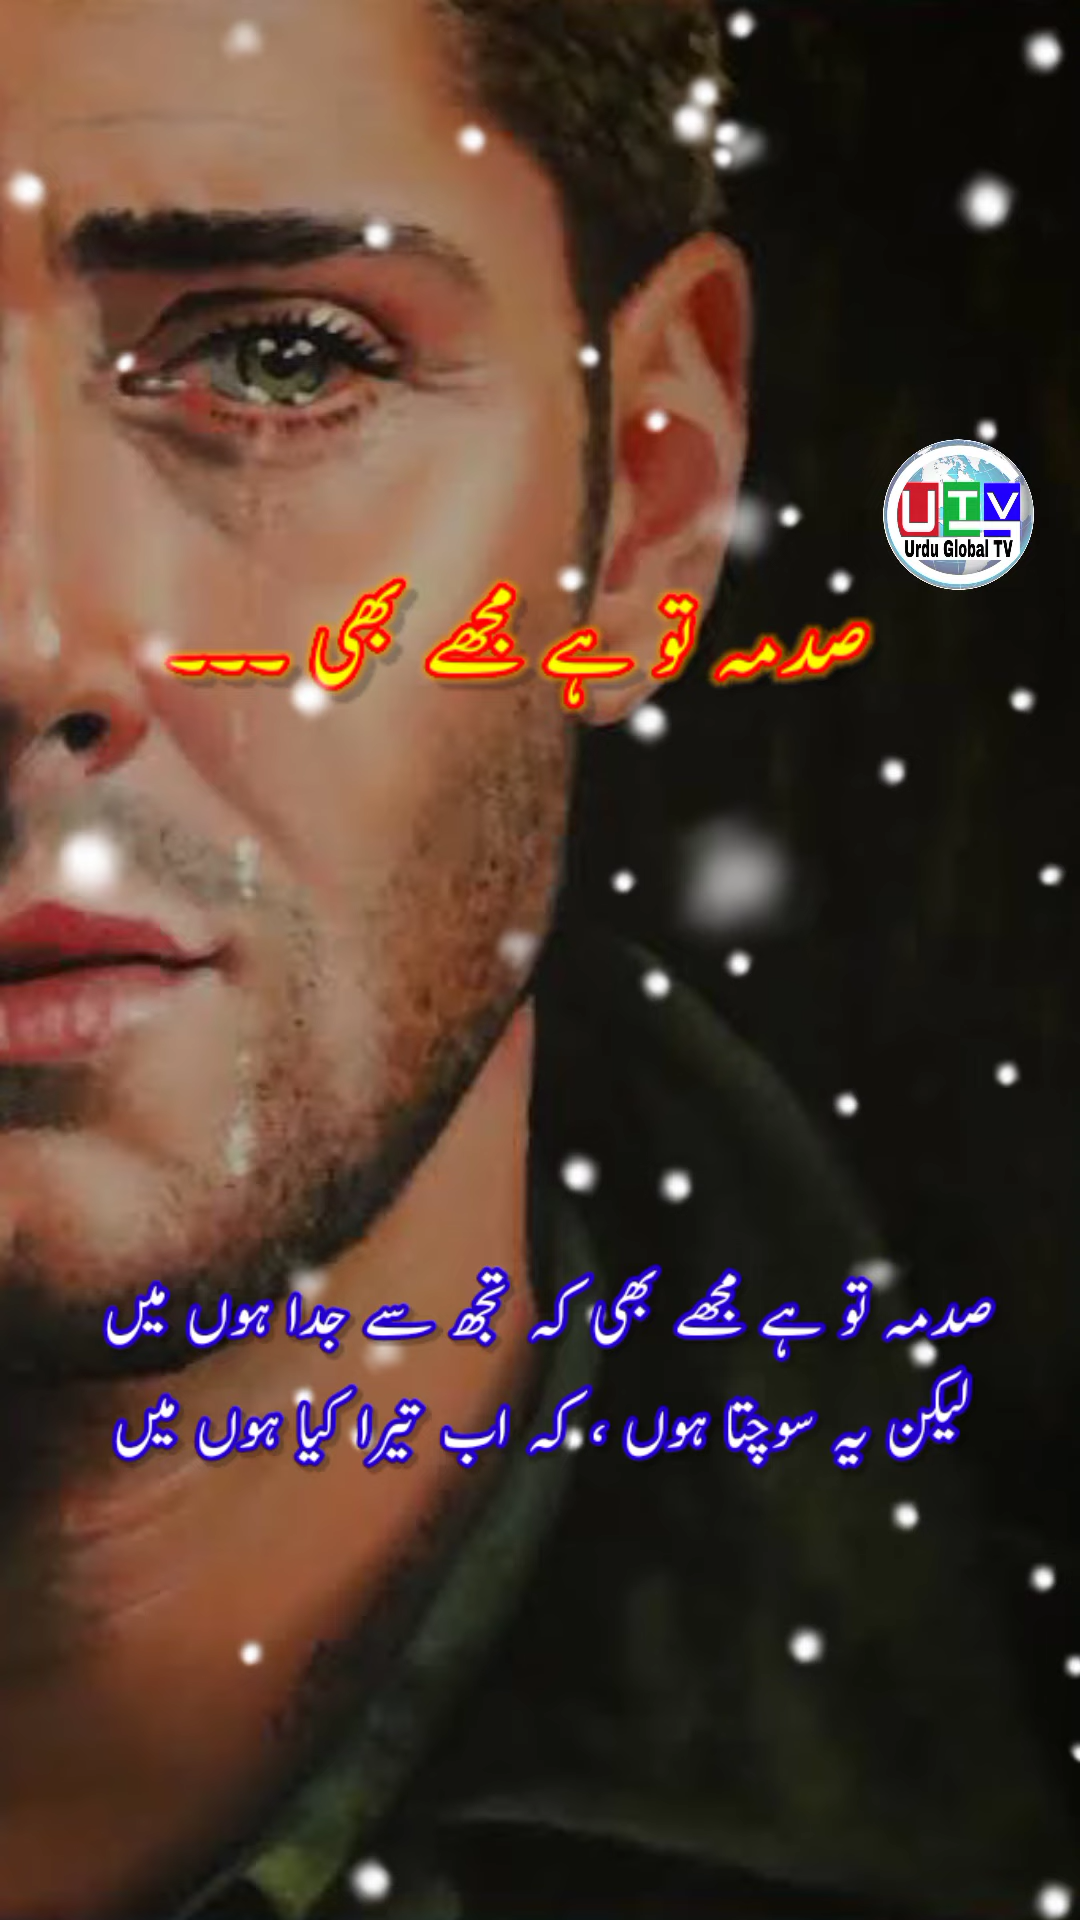 UTV
Urdu Global TV
صدمہ تو ہے مجھے بھی ۔۔۔
صدمہ تو ہے مجھے بھی کہ تجھ سے جدا ہوں میں
لیکن یہ سوچتا ہوں ، کہ اب تیرا کیا ہوں میں